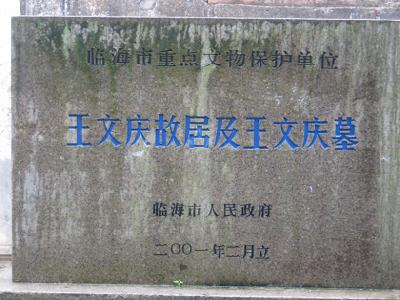 临海市重点文物保护单位
王文庆故居及王文庆墓
临海市人民政府
二〇〇一年二月立